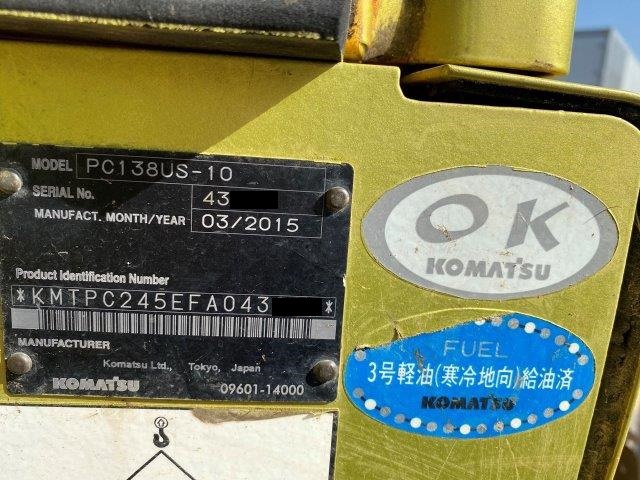 MODEL PC138US-10
SERIAL No. 43
MANUFACT. MONTH/YEAR 03/2015
Product Identification Number
*KMTPC245EFA043 *
MANUFACTURER
Komatsu Ltd., Tokyo, Japan
KOMATSU 09601-14000
OK
KOMATSU
FUEL
3号軽油(寒冷地向)給油済
KOMATSU